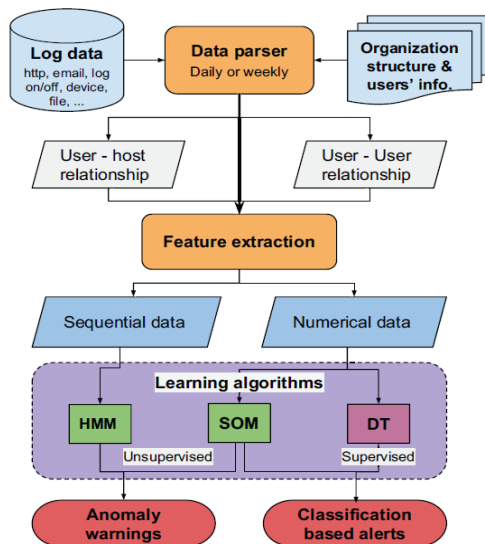 Log data
http, email, log
on/off, device,
file, ...
Data parser
Daily or weekly
Organization
structure &
users' info.
User - host
relationship
User - User
relationship
Feature extraction
Sequential data
Numerical data
Learning algorithms
HMM
SOM
DT
Unsupervised
Supervised
Anomaly
warnings
Classification
based alerts